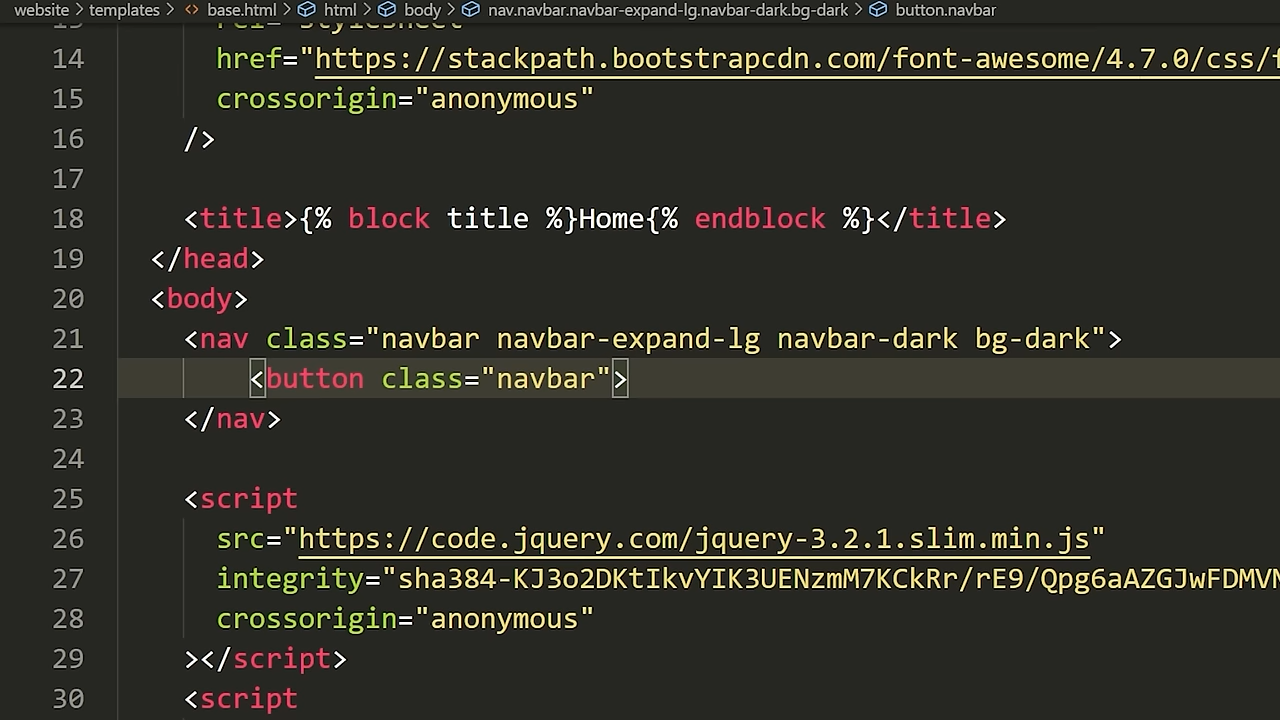 website > templates > <> base.html > html > body > nav.navbar.navbar-expand-lg.navbar-dark.bg-dark > button.navbar
13 rel="stylesheet"
14 href="https://stackpath.bootstrapcdn.com/font-awesome/4.7.0/css/f
15 crossorigin="anonymous"
16 />
17
18 <title>{% block title %}Home{% endblock %}</title>
19 </head>
20 <body>
21 <nav class="navbar navbar-expand-lg navbar-dark bg-dark">
22 <button class="navbar">
23 </nav>
24
25 <script
26 src="https://code.jquery.com/jquery-3.2.1.slim.min.js"
27 integrity="sha384-KJ3o2DKtIkvYIK3UENzmM7KCkRr/rE9/Qpg6aAZGJwFDMVN
28 crossorigin="anonymous"
29 ></script>
30 <script